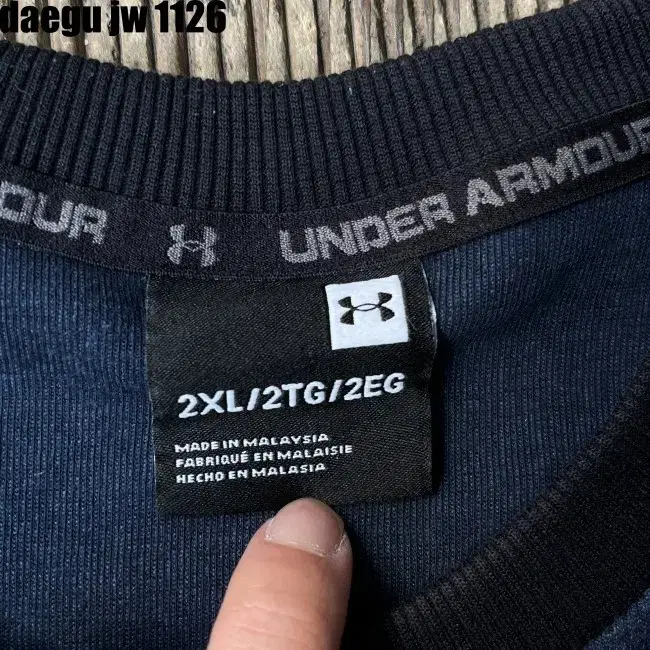 daegu jw 1126
OUR UNDER ARMOUR
2XL/2TG/2EG
MADE IN MALAYSIA
FABRIQUÉ EN MALAISIE
HECHO EN MALASIA